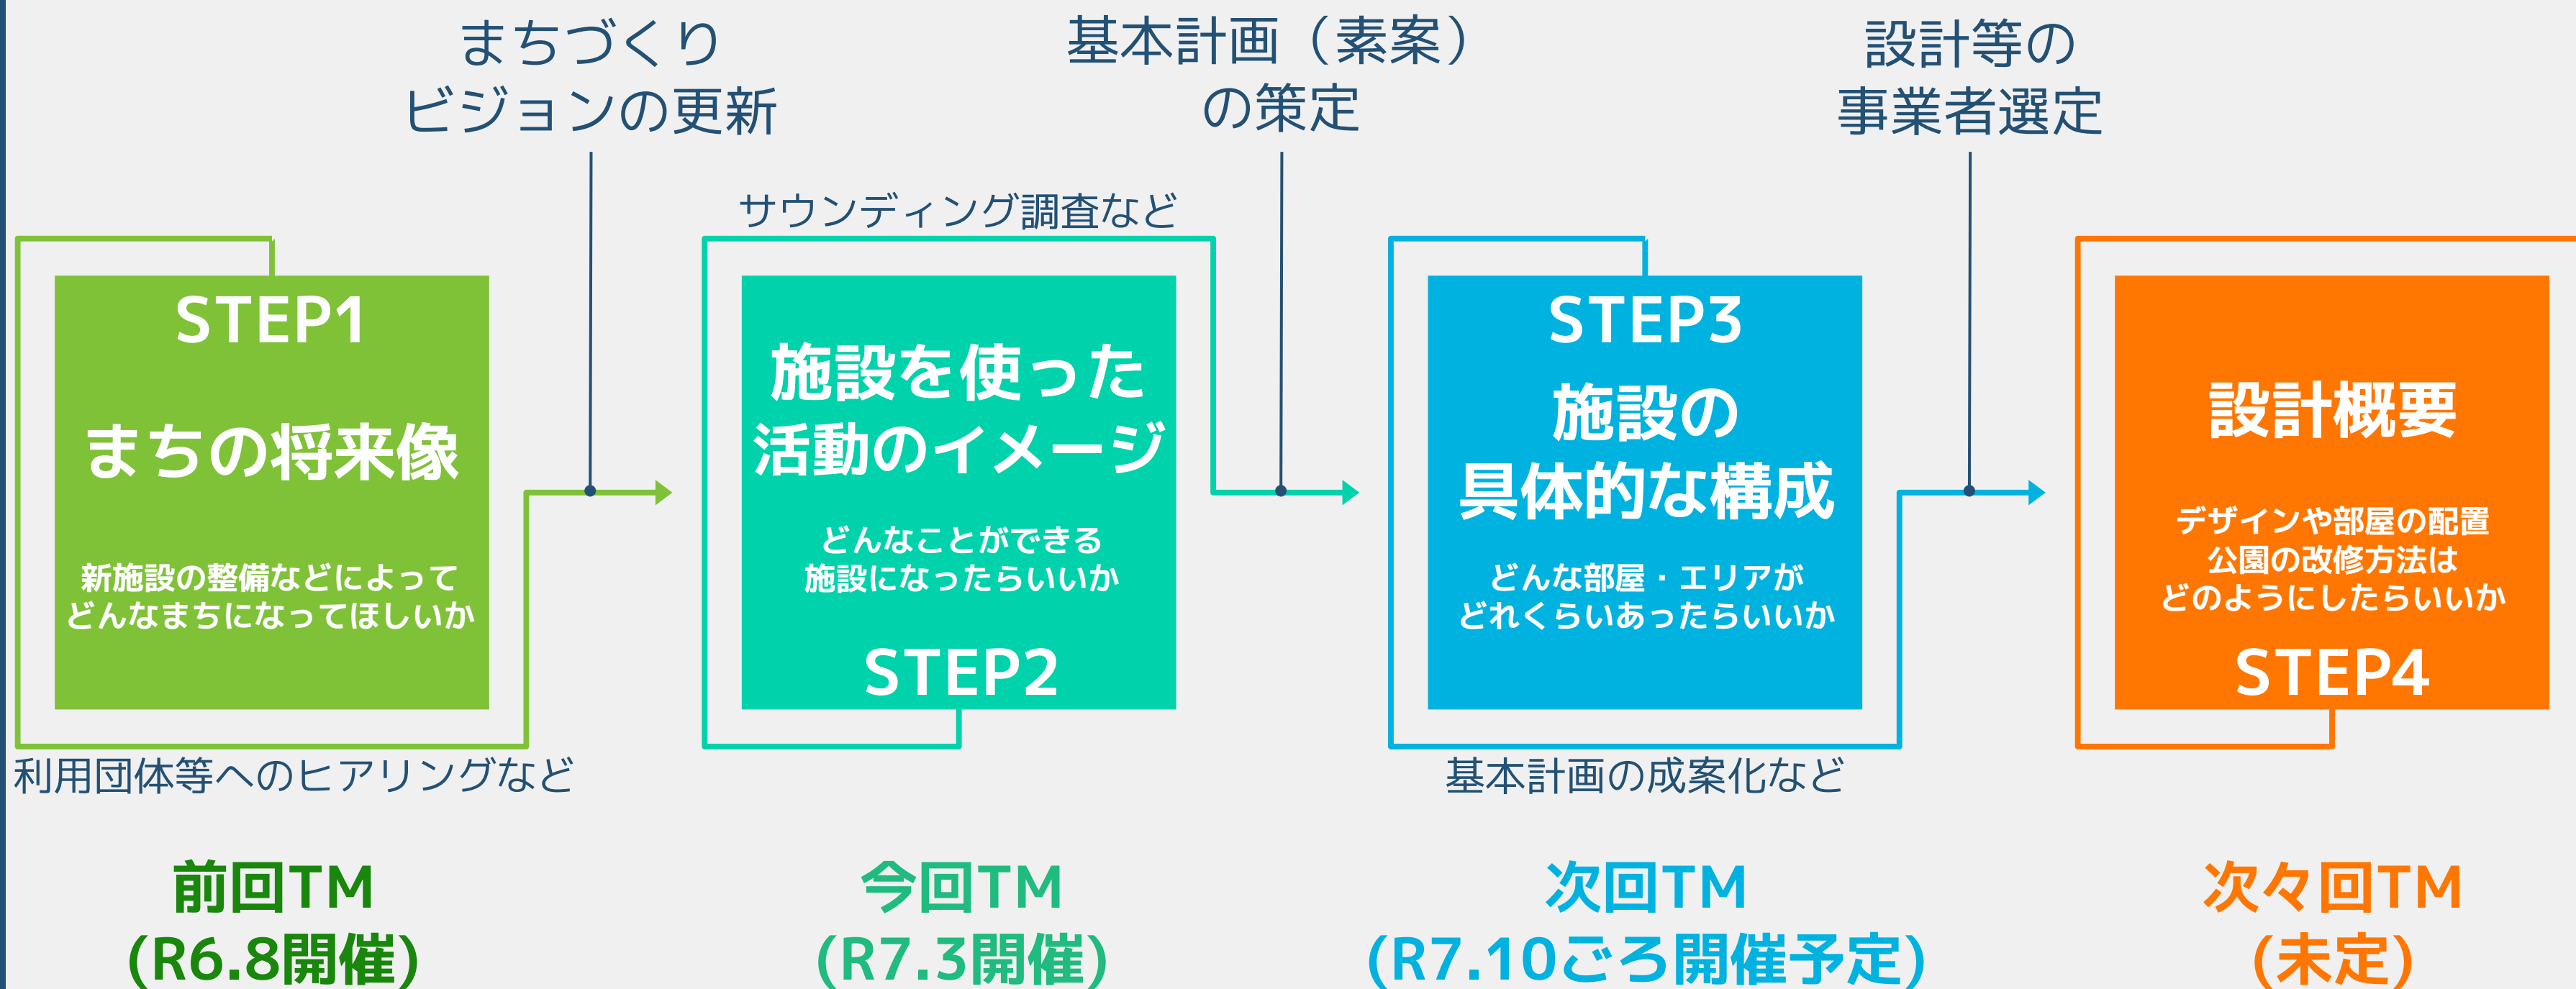 まちづくり
ビジョンの更新
基本計画（素案）
の策定
設計等の
事業者選定
サウンディング調査など
STEP1
まちの将来像
新施設の整備などによって
どんなまちになってほしいか
利用団体等へのヒアリングなど
施設を使った
活動のイメージ
どんなことができる
施設になったらいいか
STEP2
STEP3
施設の
具体的な構成
どんな部屋・エリアが
どれくらいあったらいいか
基本計画の成案化など
設計概要
デザインや部屋の配置
公園の改修方法は
どのようにしたらいいか
STEP4
前回TM
(R6.8開催)
今回TM
(R7.3開催)
次回TM
(R7.10ごろ開催予定)
次々回TM
(未定)